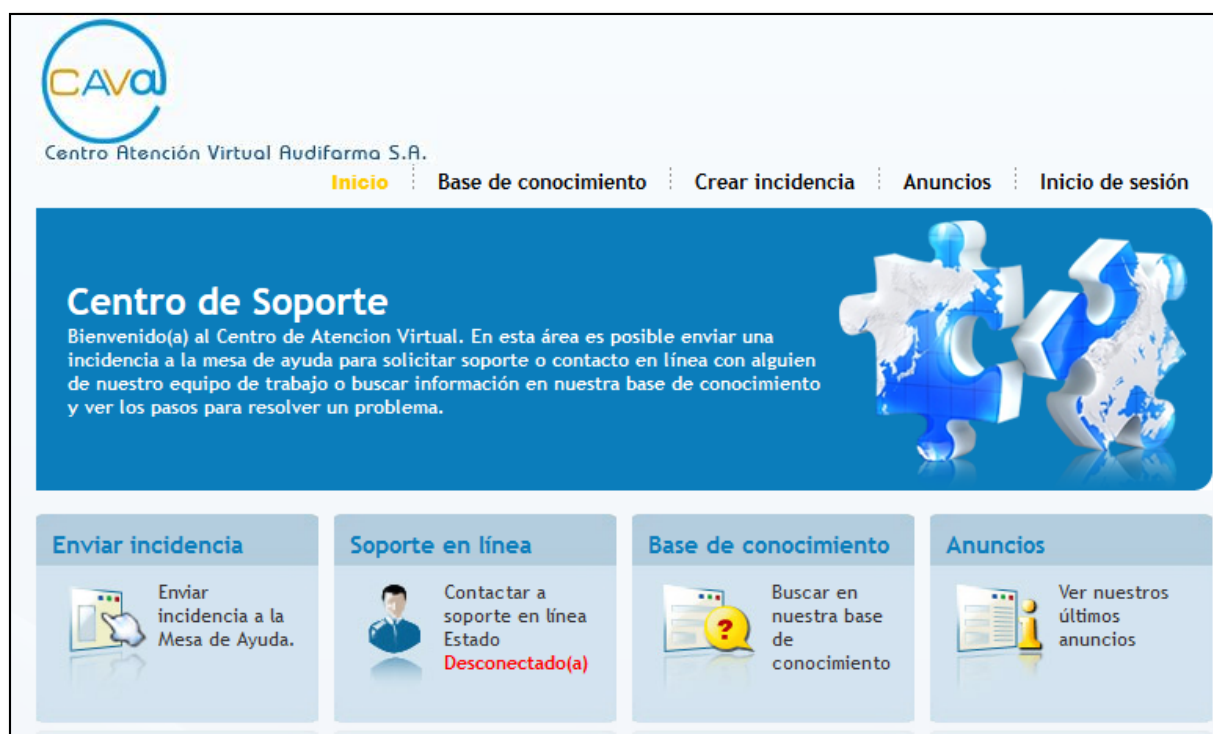 CAVa
Centro Atención Virtual Audifarma S.A.
Inicio Base de conocimiento Crear incidencia Anuncios Inicio de sesión
Centro de Soporte
Bienvenido(a) al Centro de Atencion Virtual. En esta área es posible enviar una
incidencia a la mesa de ayuda para solicitar soporte o contacto en línea con alguien
de nuestro equipo de trabajo o buscar información en nuestra base de conocimiento
y ver los pasos para resolver un problema.
Enviar incidencia
Enviar
incidencia a la
Mesa de Ayuda.
Soporte en línea
Contactar a
soporte en línea
Estado
Desconectado(a)
Base de conocimiento
?
Buscar en
nuestra base
de
conocimiento
Anuncios
i
Ver nuestros
últimos
anuncios